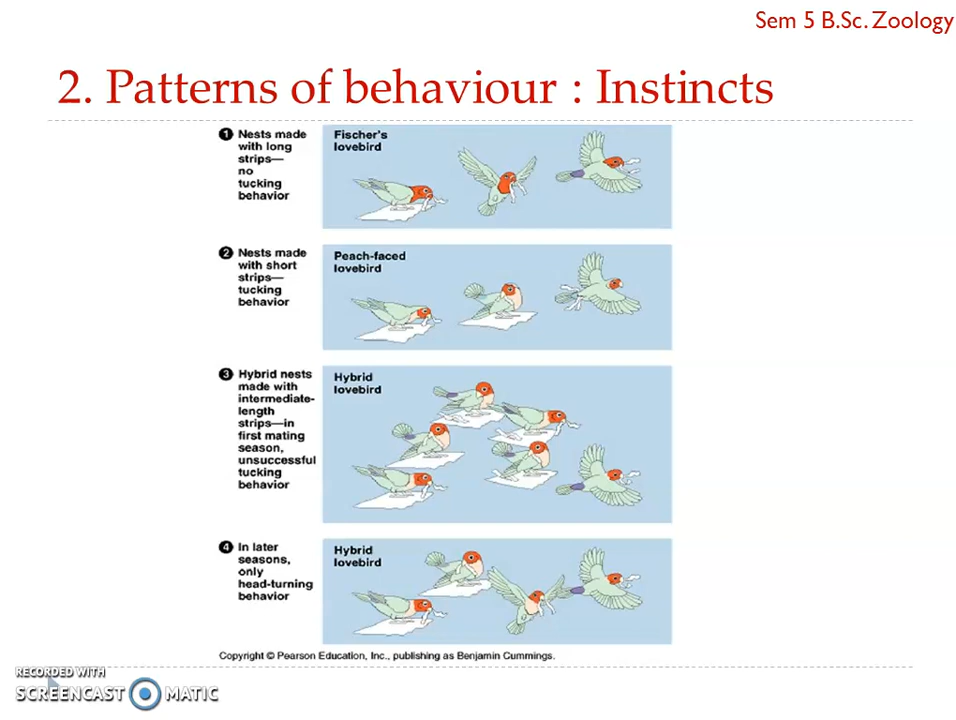 Sem 5 B.Sc. Zoology
2. Patterns of behaviour : Instincts
1 Nests made
with long
strips—
no
tucking
behavior
Fischer's
lovebird
2 Nests made
with short
strips—
tucking
behavior
Peach-faced
lovebird
3 Hybrid nests
made with
intermediate-
length
strips—in
first mating
season,
unsuccessful
tucking
behavior
Hybrid
lovebird
4 In later
seasons,
only
head-turning
behavior
Hybrid
lovebird
Copyright © Pearson Education, Inc., publishing as Benjamin Cummings.
RECORDED WITH
SCREENCAST MATIC